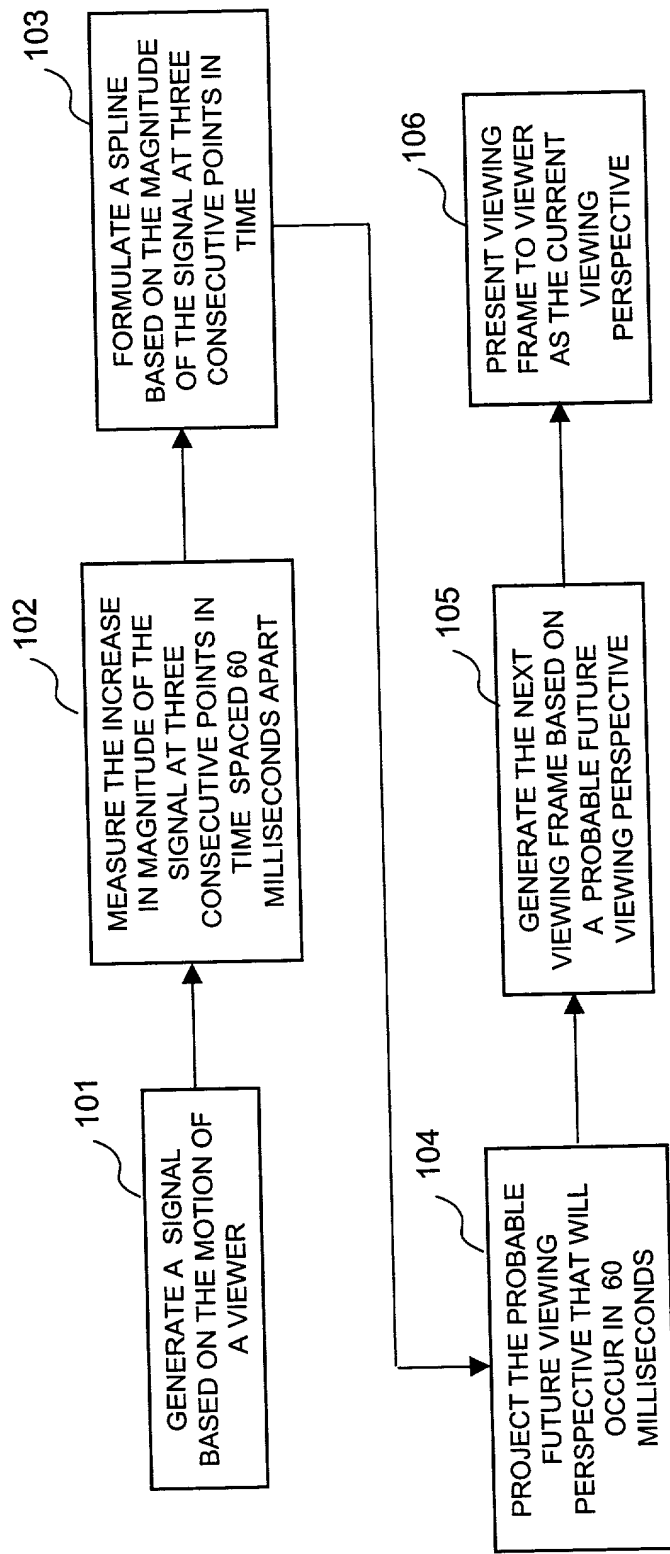 101
GENERATE A SIGNAL
BASED ON THE MOTION OF
A VIEWER
102
MEASURE THE INCREASE
IN MAGNITUDE OF THE
SIGNAL AT THREE
CONSECUTIVE POINTS IN
TIME SPACED 60
MILLISECONDS APART
103
FORMULATE A SPLINE
BASED ON THE MAGNITUDE
OF THE SIGNAL AT THREE
CONSECUTIVE POINTS IN
TIME
104
PROJECT THE PROBABLE
FUTURE VIEWING
PERSPECTIVE THAT WILL
OCCUR IN 60
MILLISECONDS
105
GENERATE THE NEXT
VIEWING FRAME BASED ON
A PROBABLE FUTURE
VIEWING PERSPECTIVE
106
PRESENT VIEWING
FRAME TO VIEWER
AS THE CURRENT
VIEWING
PERSPECTIVE